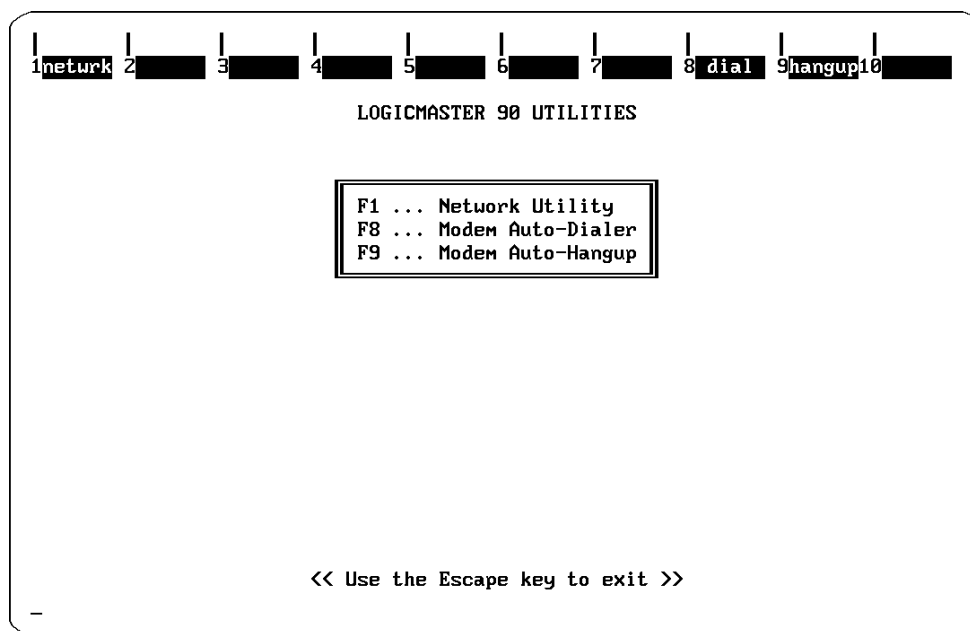 1netwrk 2 3 4 5 6 7 8 dial 9hangup10
LOGICMASTER 90 UTILITIES
F1 ... Network Utility
F8 ... Modem Auto-Dialer
F9 ... Modem Auto-Hangup
<< Use the Escape key to exit >>
_